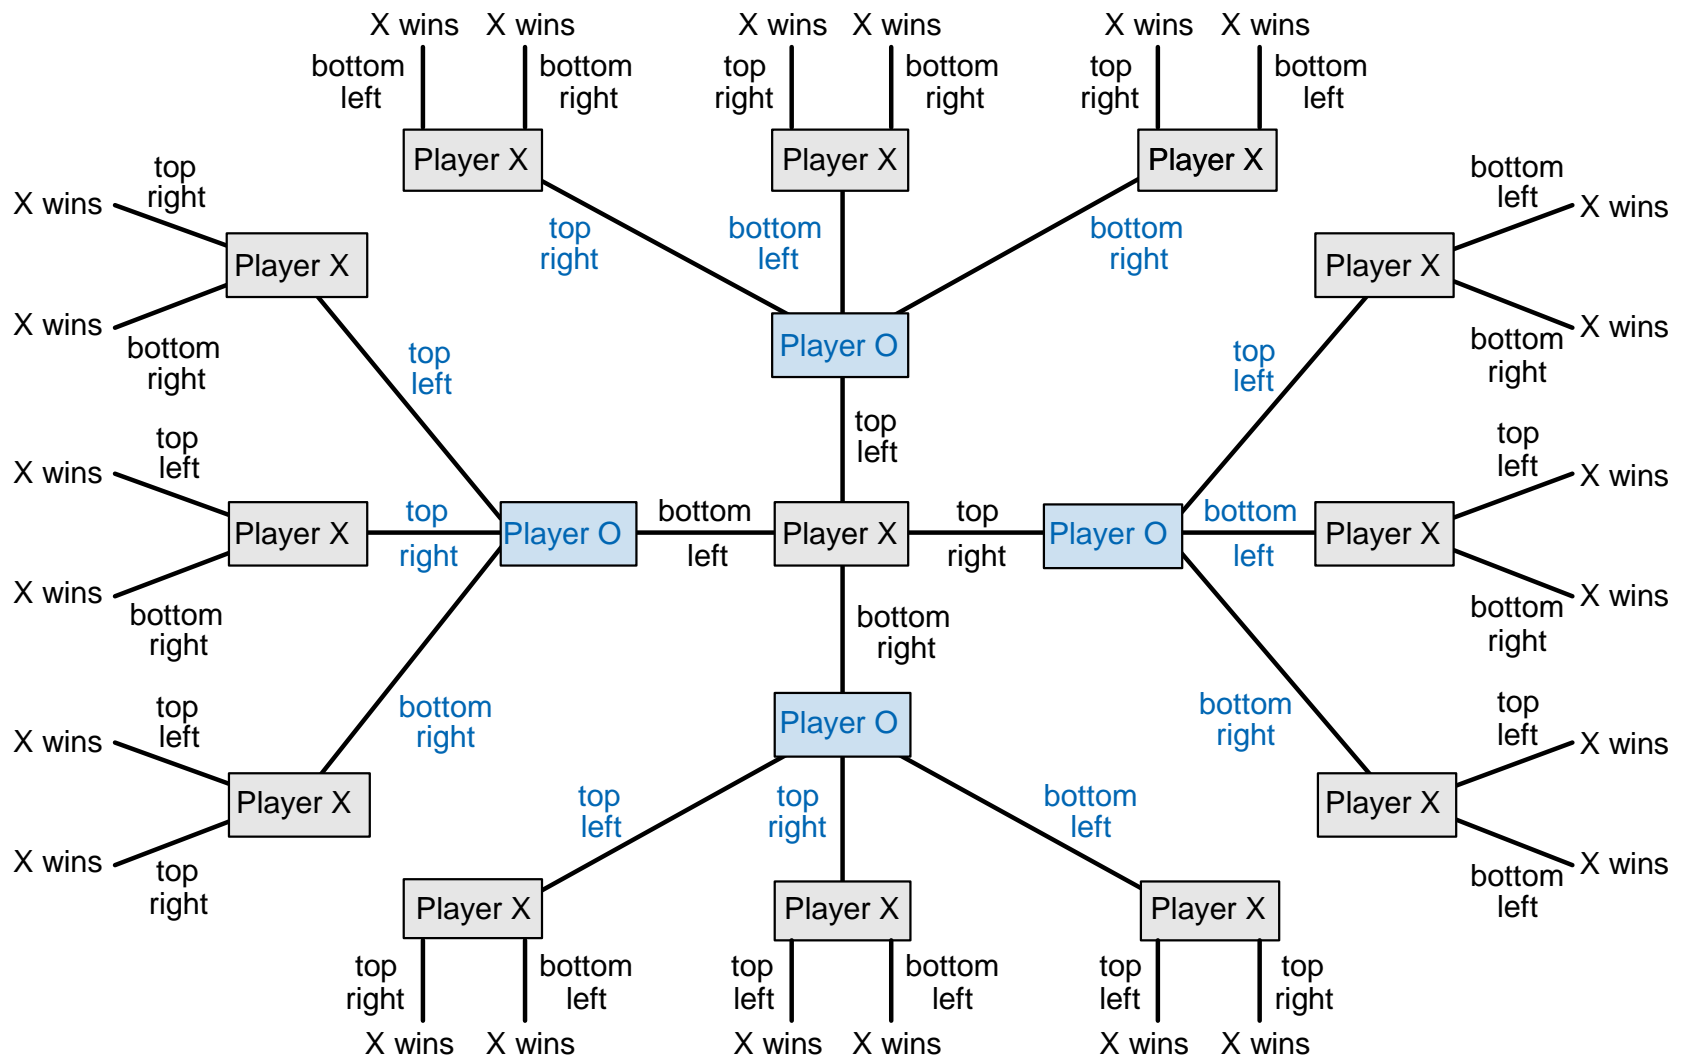 X wins X wins X wins X wins X wins X wins
bottom
left
bottom
right
top
right
bottom
right
top
right
bottom
left
Player X Player X Player X
top
right
bottom
left
X wins X wins
Player X Player X
top
right
bottom
left
bottom
right
X wins X wins
bottom
right
bottom
right
Player O
top
left
top
left
top
left
top
left
top
left
X wins X wins
Player X
top
right
Player O
bottom
left
Player X
top
right
Player O
bottom
left
Player X
X wins X wins
bottom
right
bottom
right
bottom
right
top
left
top
left
bottom
right
bottom
right
Player O
X wins X wins
Player X Player X
top
left
top
right
bottom
left
X wins X wins
top
right
bottom
left
Player X Player X Player X
top
right
bottom
left
top
left
bottom
left
top
left
top
right
X wins X wins X wins X wins X wins X wins